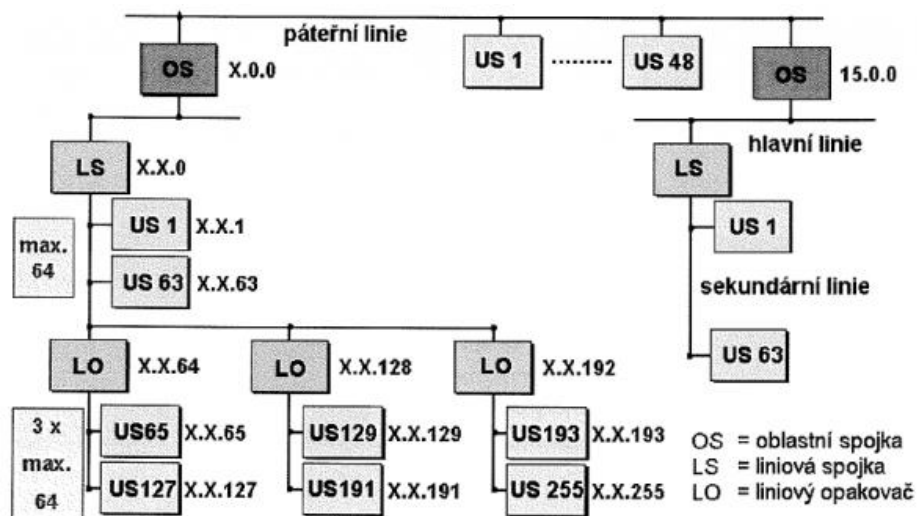 páteřní linie
OS X.0.0
US 1 ......... US 48
OS 15.0.0
hlavní linie
LS X.X.0
LS
US 1 X.X.1
US 1
max.
64
US 63 X.X.63
sekundární linie
LO X.X.64
LO X.X.128
LO X.X.192
US 63
3 x
max.
64
US65 X.X.65
US129 X.X.129
US193 X.X.193
US127 X.X.127
US191 X.X.191
US 255 X.X.255
OS = oblastní spojka
LS = liniová spojka
LO = liniový opakovač